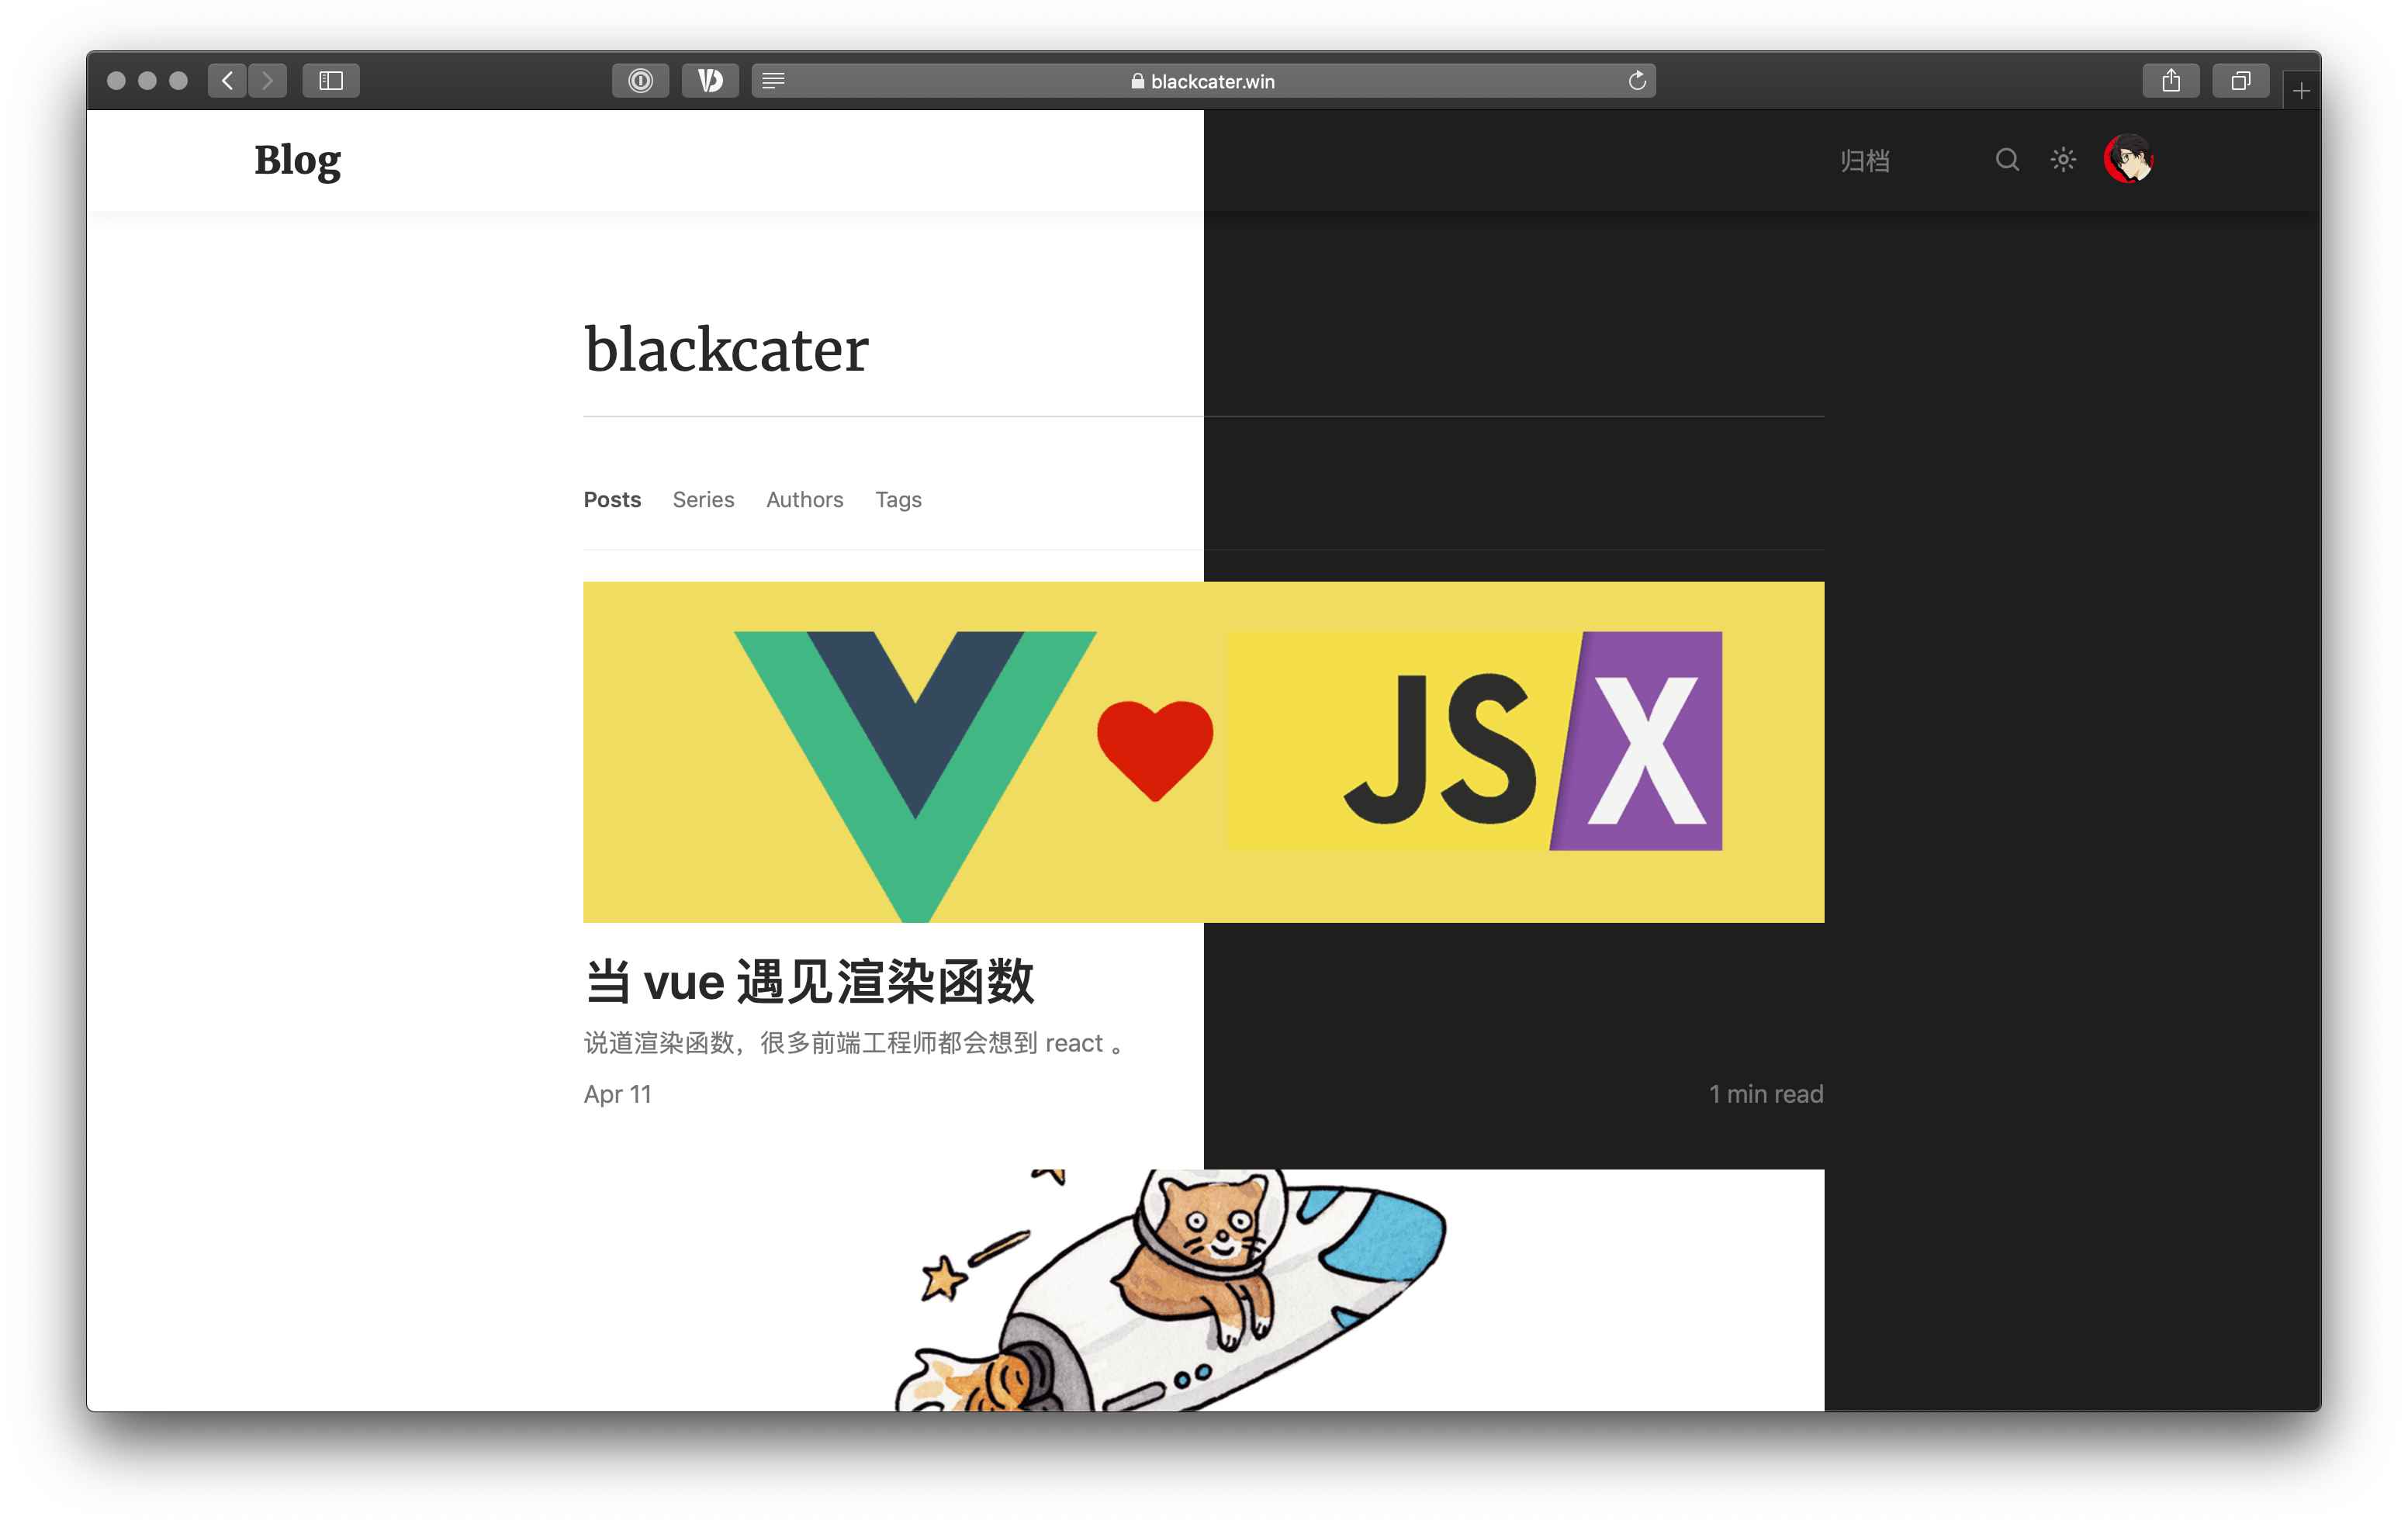 blackcater.win
Blog
归档
blackcater
Posts Series Authors Tags
JSX
当 vue 遇见渲染函数
说道渲染函数，很多前端工程师都会想到 react 。
Apr 11
1 min read